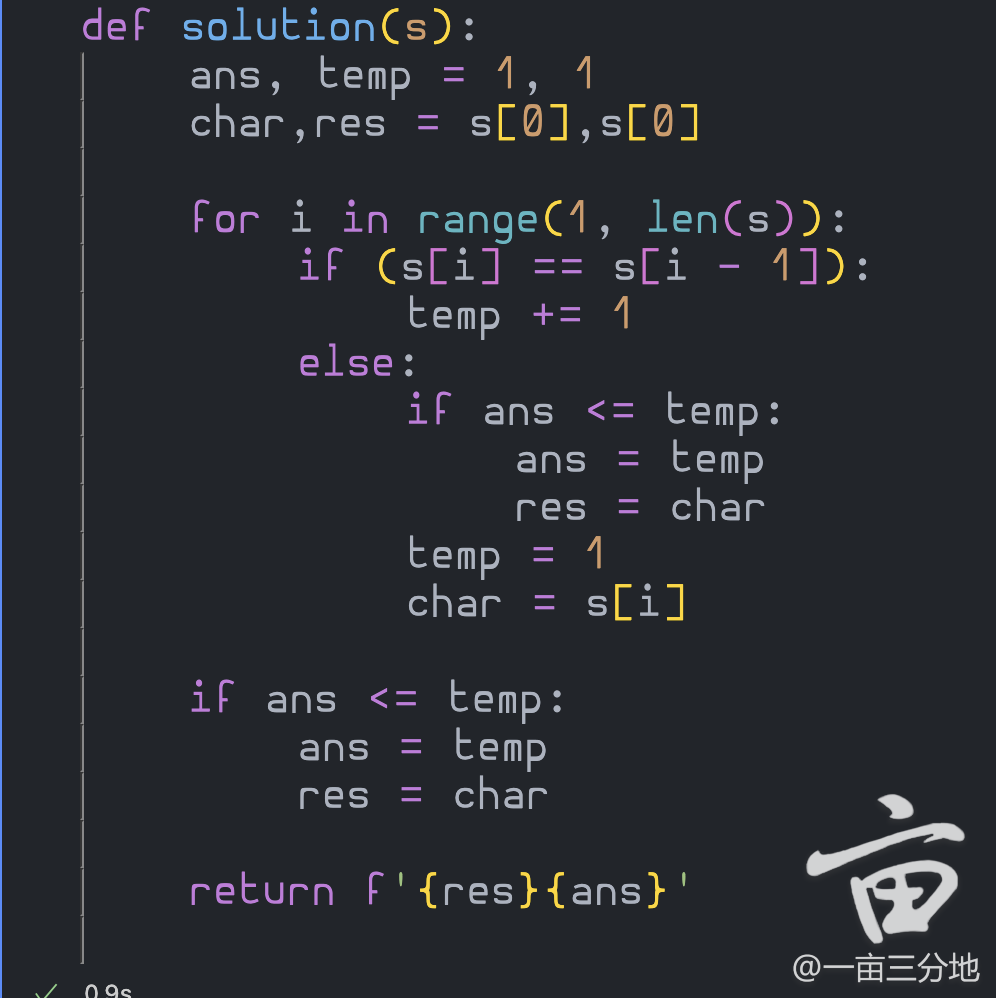 def solution(s):
    ans, temp = 1, 1
    char,res = s[0],s[0]

    for i in range(1, len(s)):
        if (s[i] == s[i - 1]):
            temp += 1
        else:
            if ans <= temp:
                ans = temp
                res = char
            temp = 1
            char = s[i]

    if ans <= temp:
        ans = temp
        res = char

    return f'{res}{ans}'
亩
@一亩三分地
✓ 0.9s